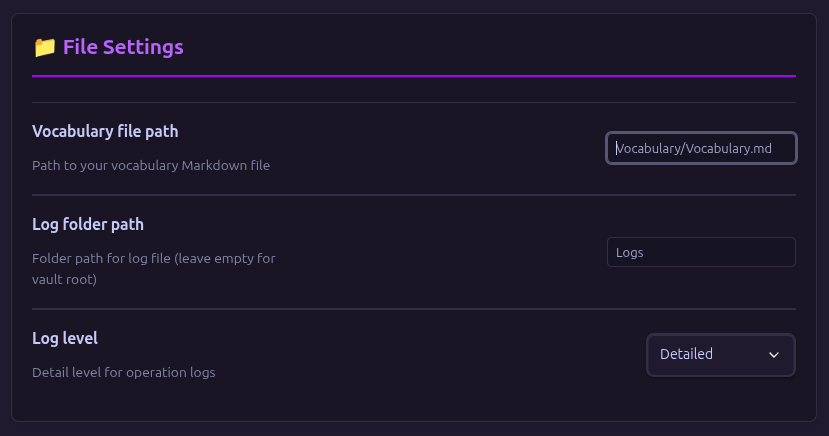 📁 File Settings
Vocabulary file path
Path to your vocabulary Markdown file
Vocabulary/Vocabulary.md
Log folder path
Folder path for log file (leave empty for
vault root)
Logs
Log level
Detail level for operation logs
Detailed